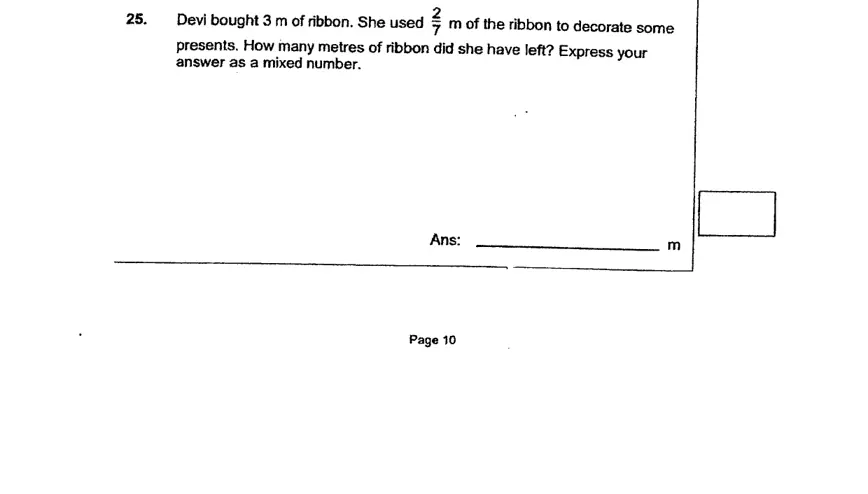 25. Devi bought 3 m of ribbon. She used 2/7 m of the ribbon to decorate some
presents. How many metres of ribbon did she have left? Express your
answer as a mixed number.
Ans: ____________ m
Page 10